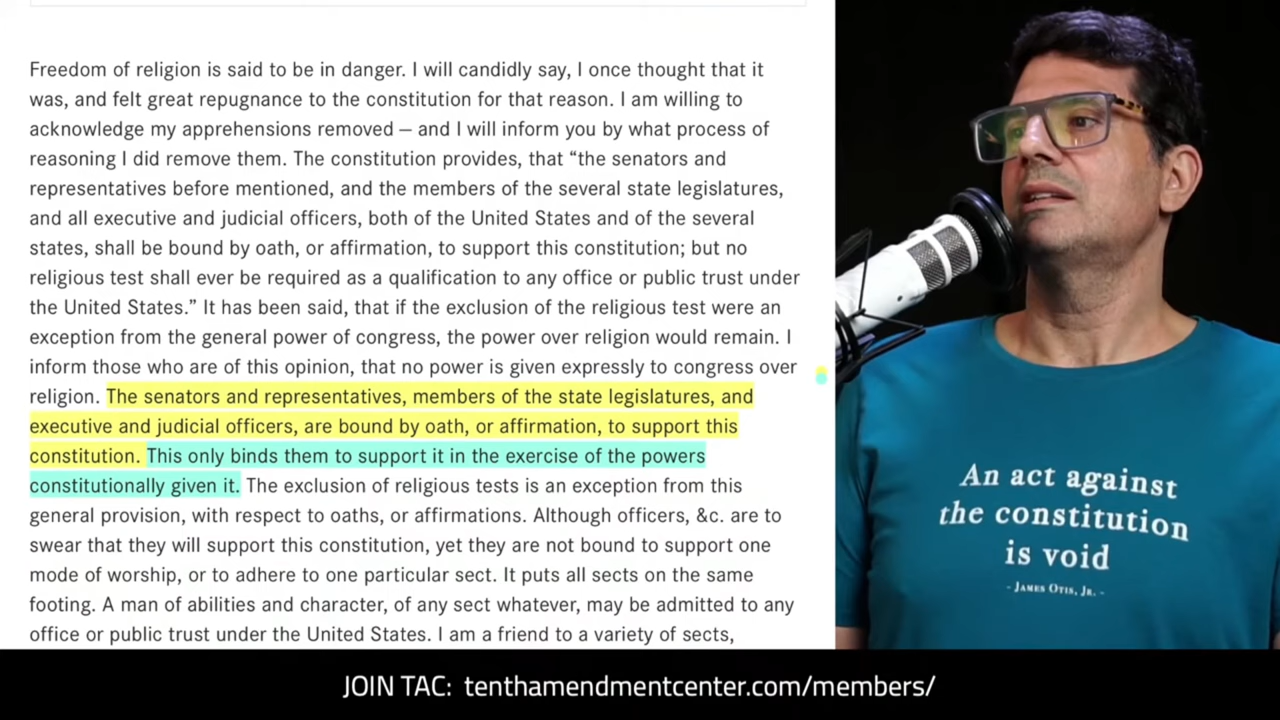 Freedom of religion is said to be in danger. I will candidly say, I once thought that it
was, and felt great repugnance to the constitution for that reason. I am willing to
acknowledge my apprehensions removed — and I will inform you by what process of
reasoning I did remove them. The constitution provides, that “the senators and
representatives before mentioned, and the members of the several state legislatures,
and all executive and judicial officers, both of the United States and of the several
states, shall be bound by oath, or affirmation, to support this constitution; but no
religious test shall ever be required as a qualification to any office or public trust under
the United States.” It has been said, that if the exclusion of the religious test were an
exception from the general power of congress, the power over religion would remain. I
inform those who are of this opinion, that no power is given expressly to congress over
religion. The senators and representatives, members of the state legislatures, and
executive and judicial officers, are bound by oath, or affirmation, to support this
constitution. This only binds them to support it in the exercise of the powers
constitutionally given it. The exclusion of religious tests is an exception from this
general provision, with respect to oaths, or affirmations. Although officers, &c. are to
swear that they will support this constitution, yet they are not bound to support one
mode of worship, or to adhere to one particular sect. It puts all sects on the same
footing. A man of abilities and character, of any sect whatever, may be admitted to any
office or public trust under the United States. I am a friend to a variety of sects,
An act against
the constitution
is void
- James Otis, Jr. -
JOIN TAC: tenthamendmentcenter.com/members/